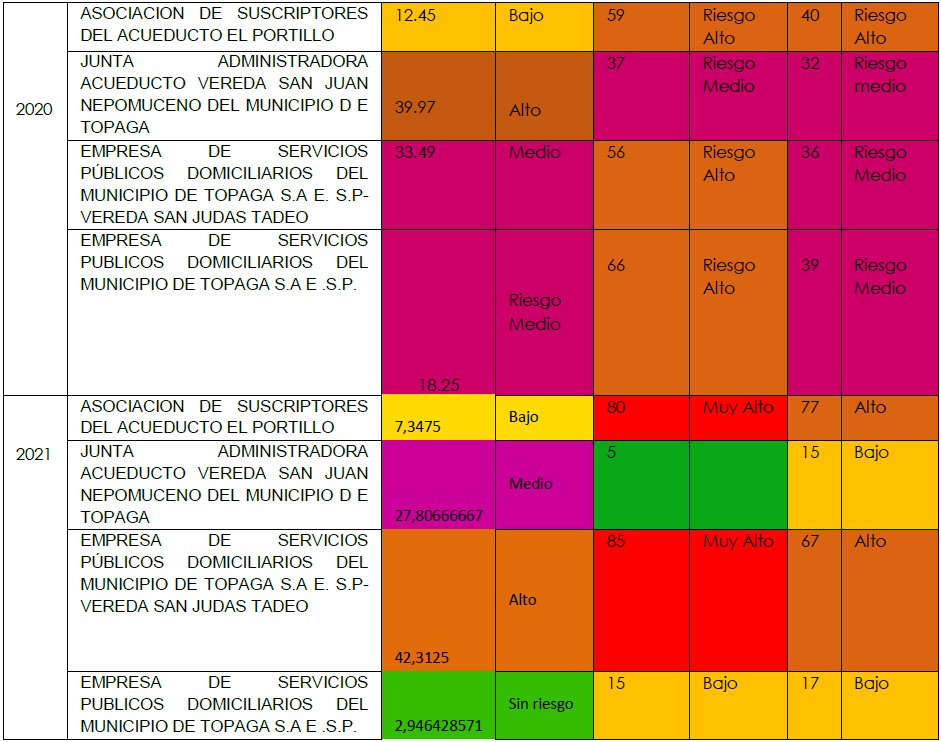 2020
ASOCIACION DE SUSCRIPTORES
DEL ACUEDUCTO EL PORTILLO
12.45
Bajo
59
Riesgo
Alto
40
Riesgo
Alto
JUNTA ADMINISTRADORA
ACUEDUCTO VEREDA SAN JUAN
NEPOMUCENO DEL MUNICIPIO D E
TOPAGA
39.97
Alto
37
Riesgo
Medio
32
Riesgo
medio
EMPRESA DE SERVICIOS
PÚBLICOS DOMICILIARIOS DEL
MUNICIPIO DE TOPAGA S.A E. S.P-
VEREDA SAN JUDAS TADEO
33.49
Medio
56
Riesgo
Alto
36
Riesgo
Medio
EMPRESA DE SERVICIOS
PUBLICOS DOMICILIARIOS DEL
MUNICIPIO DE TOPAGA S.A E .S.P.
18.25
Riesgo
Medio
66
Riesgo
Alto
39
Riesgo
Medio
2021
ASOCIACION DE SUSCRIPTORES
DEL ACUEDUCTO EL PORTILLO
7,3475
Bajo
80
Muy Alto
77
Alto
JUNTA ADMINISTRADORA
ACUEDUCTO VEREDA SAN JUAN
NEPOMUCENO DEL MUNICIPIO D E
TOPAGA
27,80666667
Medio
5
15
Bajo
EMPRESA DE SERVICIOS
PÚBLICOS DOMICILIARIOS DEL
MUNICIPIO DE TOPAGA S.A E. S.P-
VEREDA SAN JUDAS TADEO
42,3125
Alto
85
Muy Alto
67
Alto
EMPRESA DE SERVICIOS
PUBLICOS DOMICILIARIOS DEL
MUNICIPIO DE TOPAGA S.A E .S.P.
2,946428571
Sin riesgo
15
Bajo
17
Bajo